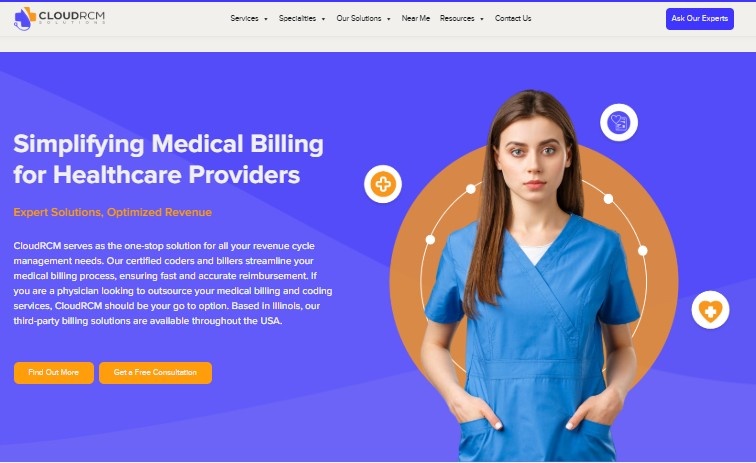 CLOUDRCM
SOLUTIONS
Services Specialities Our Solutions Near Me Resources Contact Us
Ask Our Experts
Simplifying Medical Billing
for Healthcare Providers
Expert Solutions, Optimized Revenue
CloudRCM serves as the one-stop solution for all your revenue cycle
management needs. Our certified coders and billers streamline your
medical billing process, ensuring fast and accurate reimbursement. If
you are a physician looking to outsource your medical billing and coding
services, CloudRCM should be your go to option. Based in Illinois, our
third-party billing solutions are available throughout the USA.
Find Out More
Get a Free Consultation